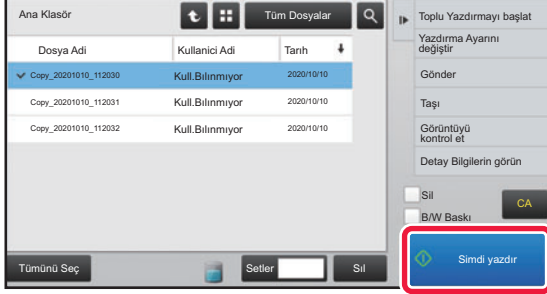 Ana Klasör
Tüm Dosyalar
Dosya Adi
Kullanici Adi
Tarıh
Copy_20201010_112030
Kull.Bılınmıyor
2020/10/10
Copy_20201010_112031
Kull.Bılınmıyor
2020/10/10
Copy_20201010_112032
Kull.Bılınmıyor
2020/10/10
Tümünü Seç
Setler
Sıl
Toplu Yazdırmayı başlat
Yazdırma Ayarını
değiştir
Gönder
Taşı
Görüntüyü
kontrol et
Detay Bilgilerin görün
Sil
B/W Baskı
CA
Simdi yazdır